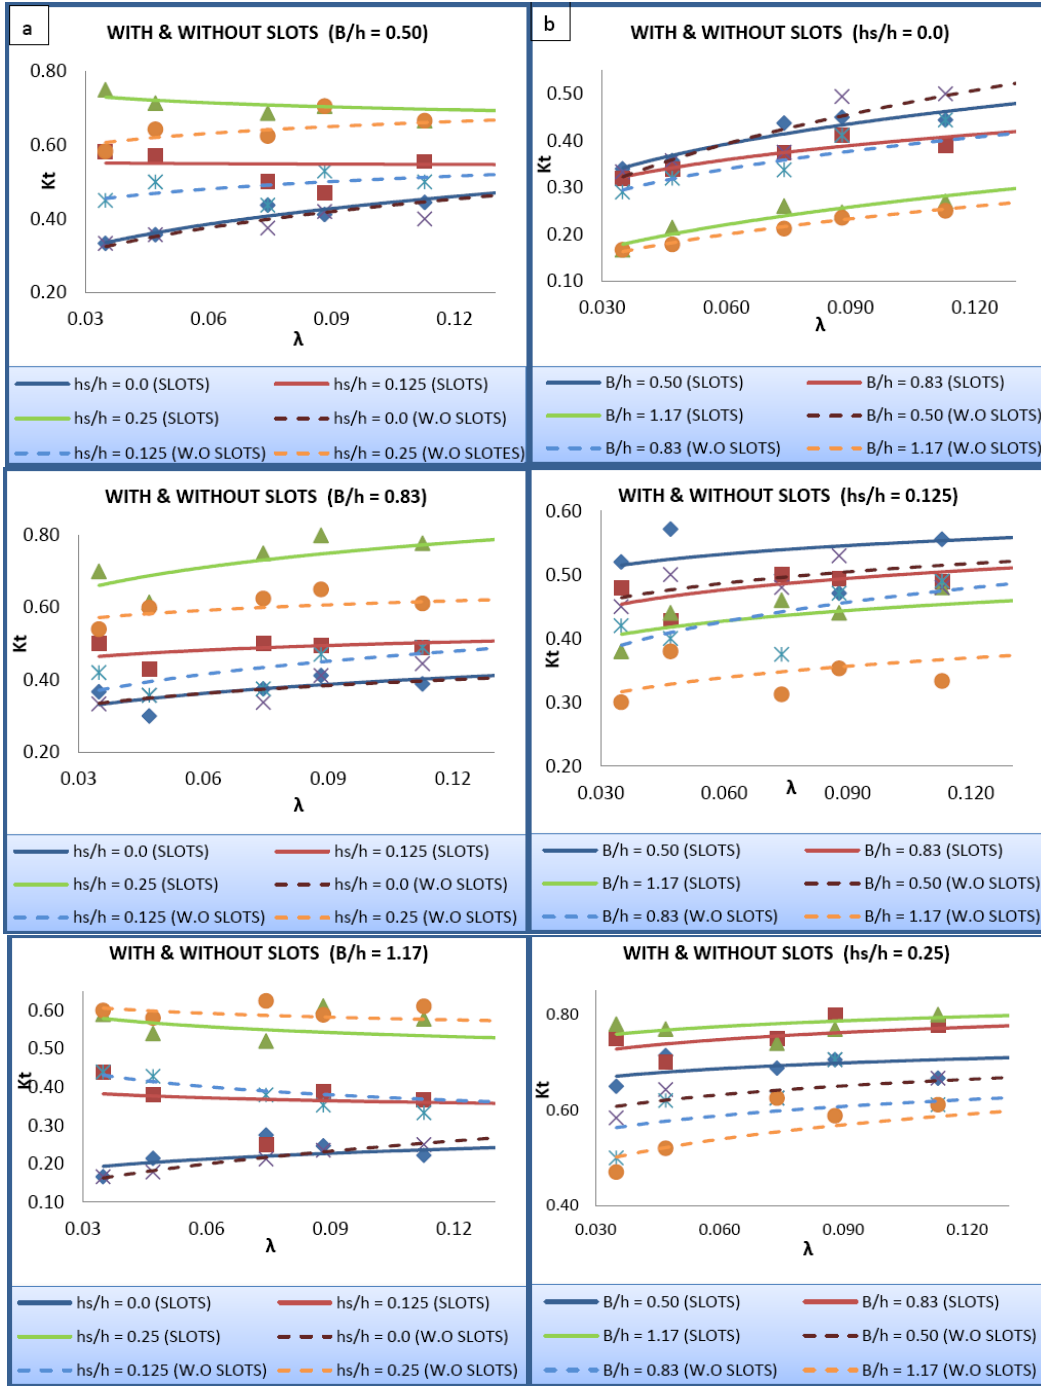 a
WITH & WITHOUT SLOTS (B/h = 0.50)
0.80
0.60
Kt
0.40
0.20
0.03
0.06
0.09
0.12
λ
hs/h = 0.0 (SLOTS)
hs/h = 0.125 (SLOTS)
hs/h = 0.25 (SLOTS)
hs/h = 0.0 (W.O SLOTS)
hs/h = 0.125 (W.O SLOTS)
hs/h = 0.25 (W.O SLOTES)
b
WITH & WITHOUT SLOTS (hs/h = 0.0)
0.50
0.40
Kt
0.30
0.20
0.10
0.030
0.060
0.090
0.120
λ
B/h = 0.50 (SLOTS)
B/h = 0.83 (SLOTS)
B/h = 1.17 (SLOTS)
B/h = 0.50 (W.O SLOTS)
B/h = 0.83 (W.O SLOTS)
B/h = 1.17 (W.O SLOTS)
WITH & WITHOUT SLOTS (B/h = 0.83)
0.80
0.60
Kt
0.40
0.20
0.03
0.06
0.09
0.12
λ
hs/h = 0.0 (SLOTS)
hs/h = 0.125 (SLOTS)
hs/h = 0.25 (SLOTS)
hs/h = 0.0 (W.O SLOTS)
hs/h = 0.125 (W.O SLOTS)
hs/h = 0.25 (W.O SLOTS)
WITH & WITHOUT SLOTS (hs/h = 0.125)
0.60
0.50
Kt
0.40
0.30
0.20
0.030
0.060
λ
0.090
0.120
B/h = 0.50 (SLOTS)
B/h = 0.83 (SLOTS)
B/h = 1.17 (SLOTS)
B/h = 0.50 (W.O SLOTS)
B/h = 0.83 (W.O SLOTS)
B/h = 1.17 (W.O SLOTS)
WITH & WITHOUT SLOTS (B/h = 1.17)
0.60
0.50
Kt
0.40
0.30
0.20
0.10
0.03
0.06
0.09
0.12
λ
hs/h = 0.0 (SLOTS)
hs/h = 0.125 (SLOTS)
hs/h = 0.25 (SLOTS)
hs/h = 0.0 (W.O SLOTS)
hs/h = 0.125 (W.O SLOTS)
hs/h = 0.25 (W.O SLOTS)
WITH & WITHOUT SLOTS (hs/h = 0.25)
0.80
Kt
0.60
0.40
0.030
0.060
0.090
0.120
λ
B/h = 0.50 (SLOTS)
B/h = 0.83 (SLOTS)
B/h = 1.17 (SLOTS)
B/h = 0.50 (W.O SLOTS)
B/h = 0.83 (W.O SLOTS)
B/h = 1.17 (W.O SLOTS)